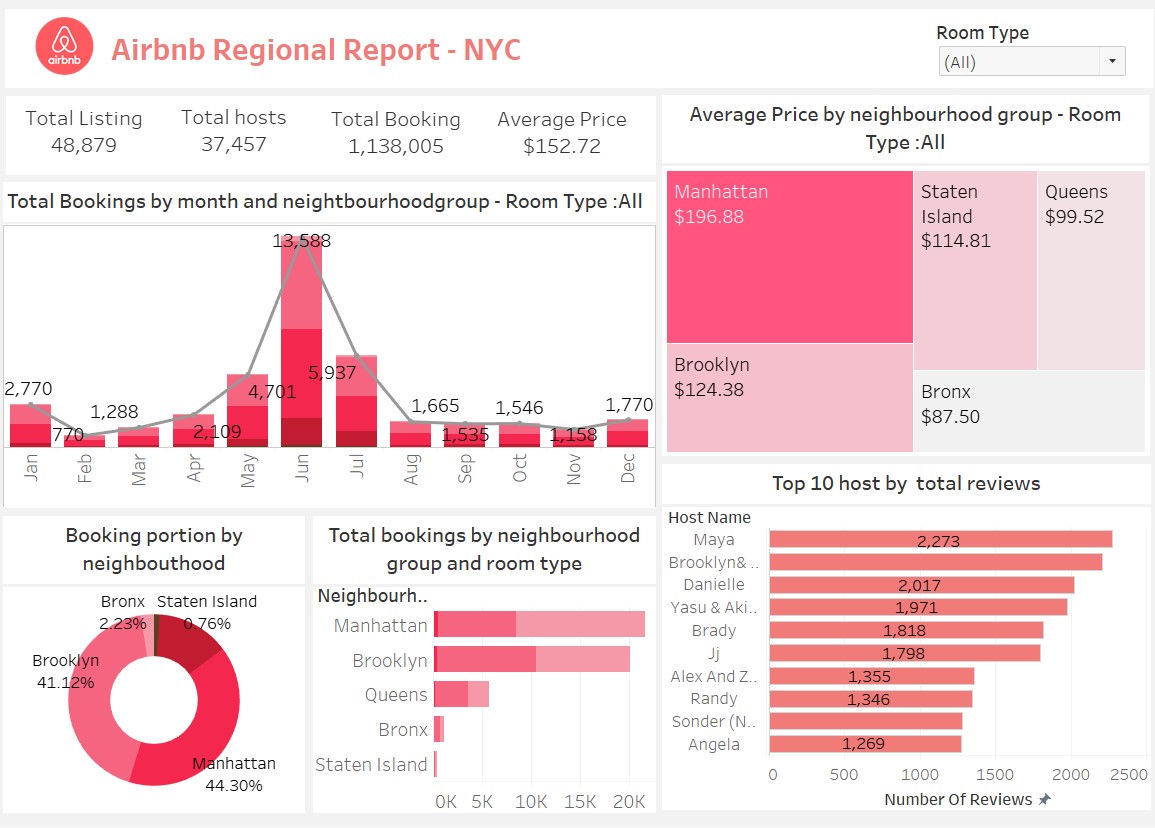 airbnb
Airbnb Regional Report - NYC
Room Type
(All)
Total Listing
48,879
Total hosts
37,457
Total Booking
1,138,005
Average Price
$152.72
Total Bookings by month and neightbourhoodgroup - Room Type :All
13,588
2,770
770
1,288
2,109
4,701
5,937
1,665
1,535
1,546
1,158
1,770
Jan
Feb
Mar
Apr
May
Jun
Jul
Aug
Sep
Oct
Nov
Dec
Average Price by neighbourhood group - Room
Type :All
Manhattan
$196.88
Brooklyn
$124.38
Staten
Island
$114.81
Queens
$99.52
Bronx
$87.50
Booking portion by
neighbouthood
Bronx
2.23%
Staten Island
0.76%
Brooklyn
41.12%
Manhattan
44.30%
Total bookings by neighbourhood
group and room type
Neighbourh..
Manhattan
Brooklyn
Queens
Bronx
Staten Island
0K 5K 10K 15K 20K
Top 10 host by total reviews
Host Name
Maya 2,273
Brooklyn& ..
Danielle 2,017
Yasu & Aki.. 1,971
Brady 1,818
Jj 1,798
Alex And Z.. 1,355
Randy 1,346
Sonder (N..
Angela 1,269
0 500 1000 1500 2000 2500
Number Of Reviews